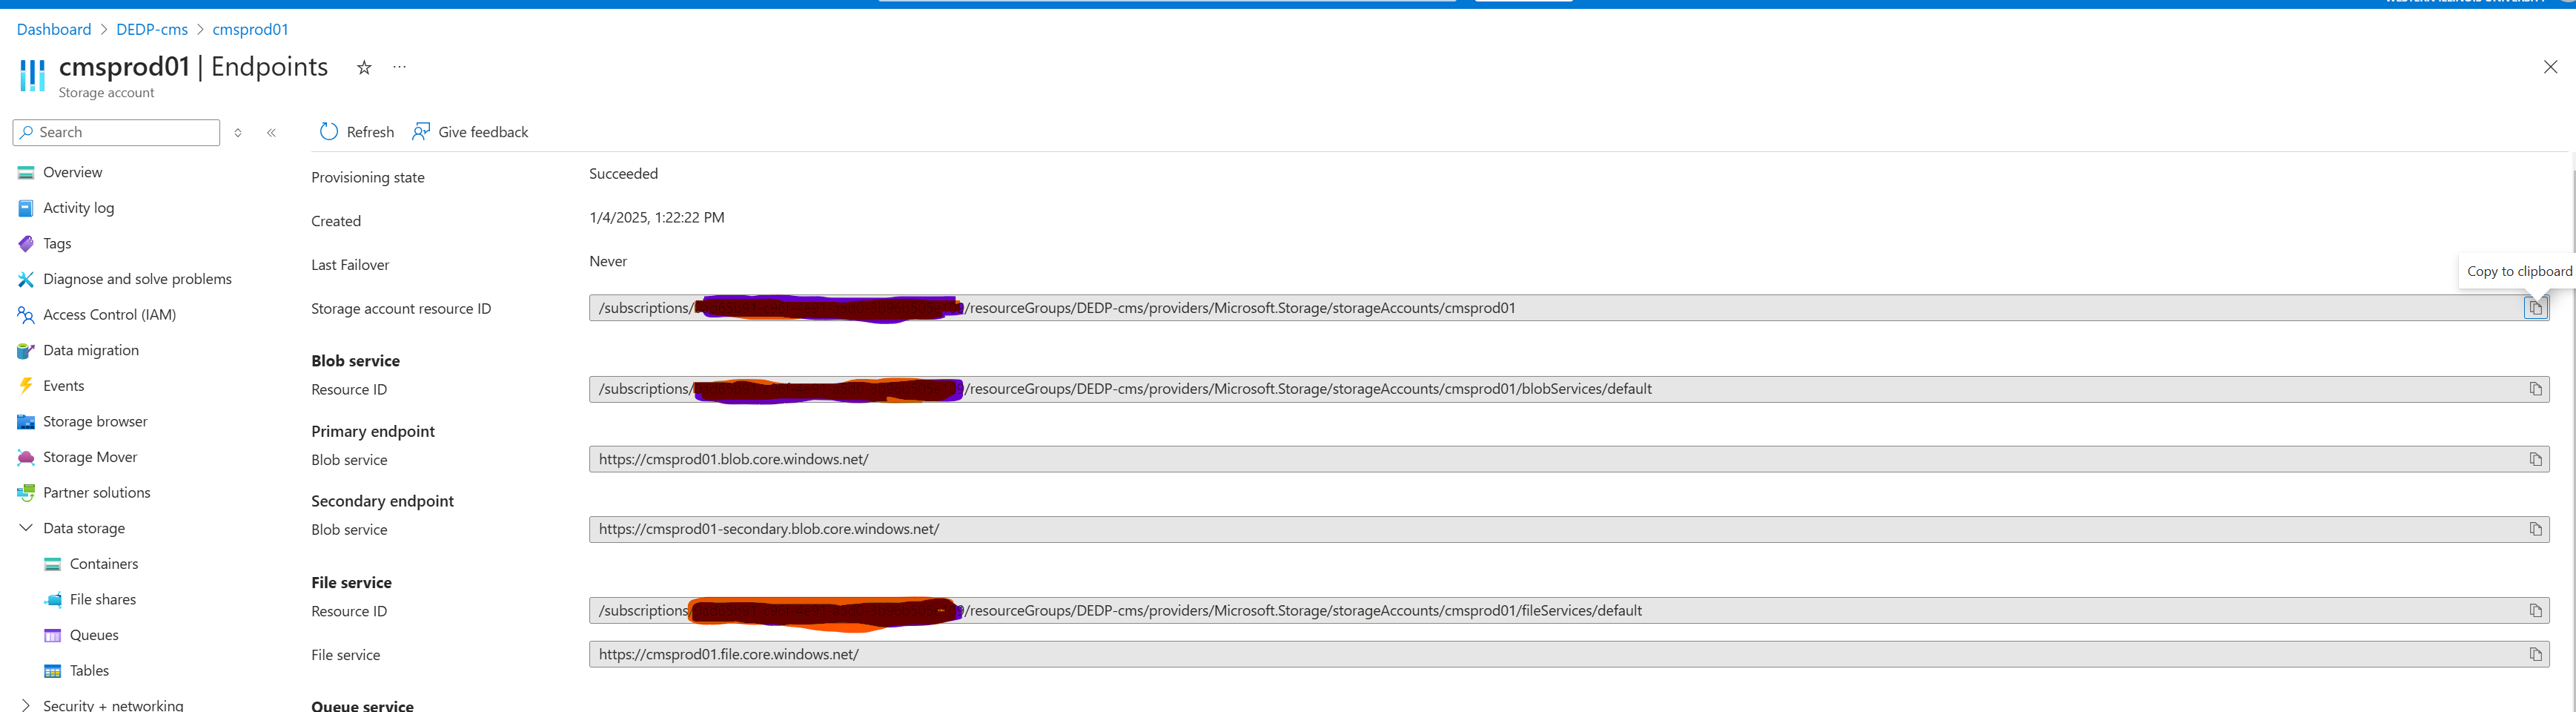 Dashboard > DEDP-cms > cmsprod01
cmsprod01 | Endpoints
Storage account
Search
Refresh
Give feedback
Overview
Activity log
Tags
Diagnose and solve problems
Access Control (IAM)
Data migration
Events
Storage browser
Storage Mover
Partner solutions
Data storage
Containers
File shares
Queues
Tables
Security + networking
Provisioning state
Succeeded
Created
1/4/2025, 1:22:22 PM
Last Failover
Never
Copy to clipboard
Storage account resource ID
/subscriptions/ /resourceGroups/DEDP-cms/providers/Microsoft.Storage/storageAccounts/cmsprod01
Blob service
Resource ID
/subscriptions/ /resourceGroups/DEDP-cms/providers/Microsoft.Storage/storageAccounts/cmsprod01/blobServices/default
Primary endpoint
Blob service
https://cmsprod01.blob.core.windows.net/
Secondary endpoint
Blob service
https://cmsprod01-secondary.blob.core.windows.net/
File service
Resource ID
/subscriptions /resourceGroups/DEDP-cms/providers/Microsoft.Storage/storageAccounts/cmsprod01/fileServices/default
File service
https://cmsprod01.file.core.windows.net/
Queue service